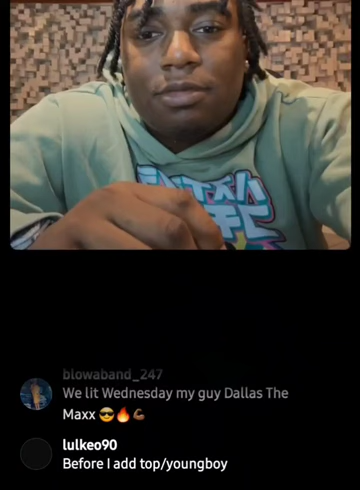 blowaband_247
We lit Wednesday my guy Dallas The
Maxx 😎🔥💪🏾
lulkeo90
Before I add top/youngboy